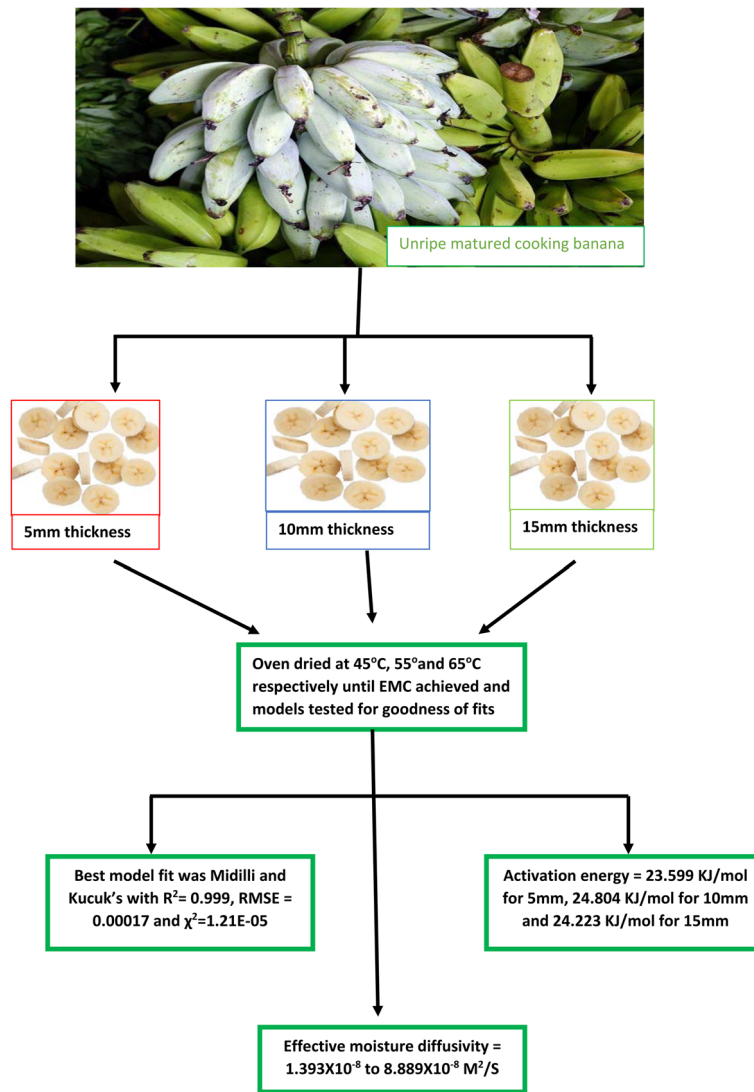 Unripe matured cooking banana
5mm thickness
10mm thickness
15mm thickness
Oven dried at 45°C, 55°and 65°C
respectively until EMC achieved and
models tested for goodness of fits
Best model fit was Midilli and
Kucuk's with R²= 0.999, RMSE =
0.00017 and χ²=1.21E-05
Activation energy = 23.599 KJ/mol
for 5mm, 24.804 KJ/mol for 10mm
and 24.223 KJ/mol for 15mm
Effective moisture diffusivity =
1.393X10⁻⁸ to 8.889X10⁻⁸ M²/S